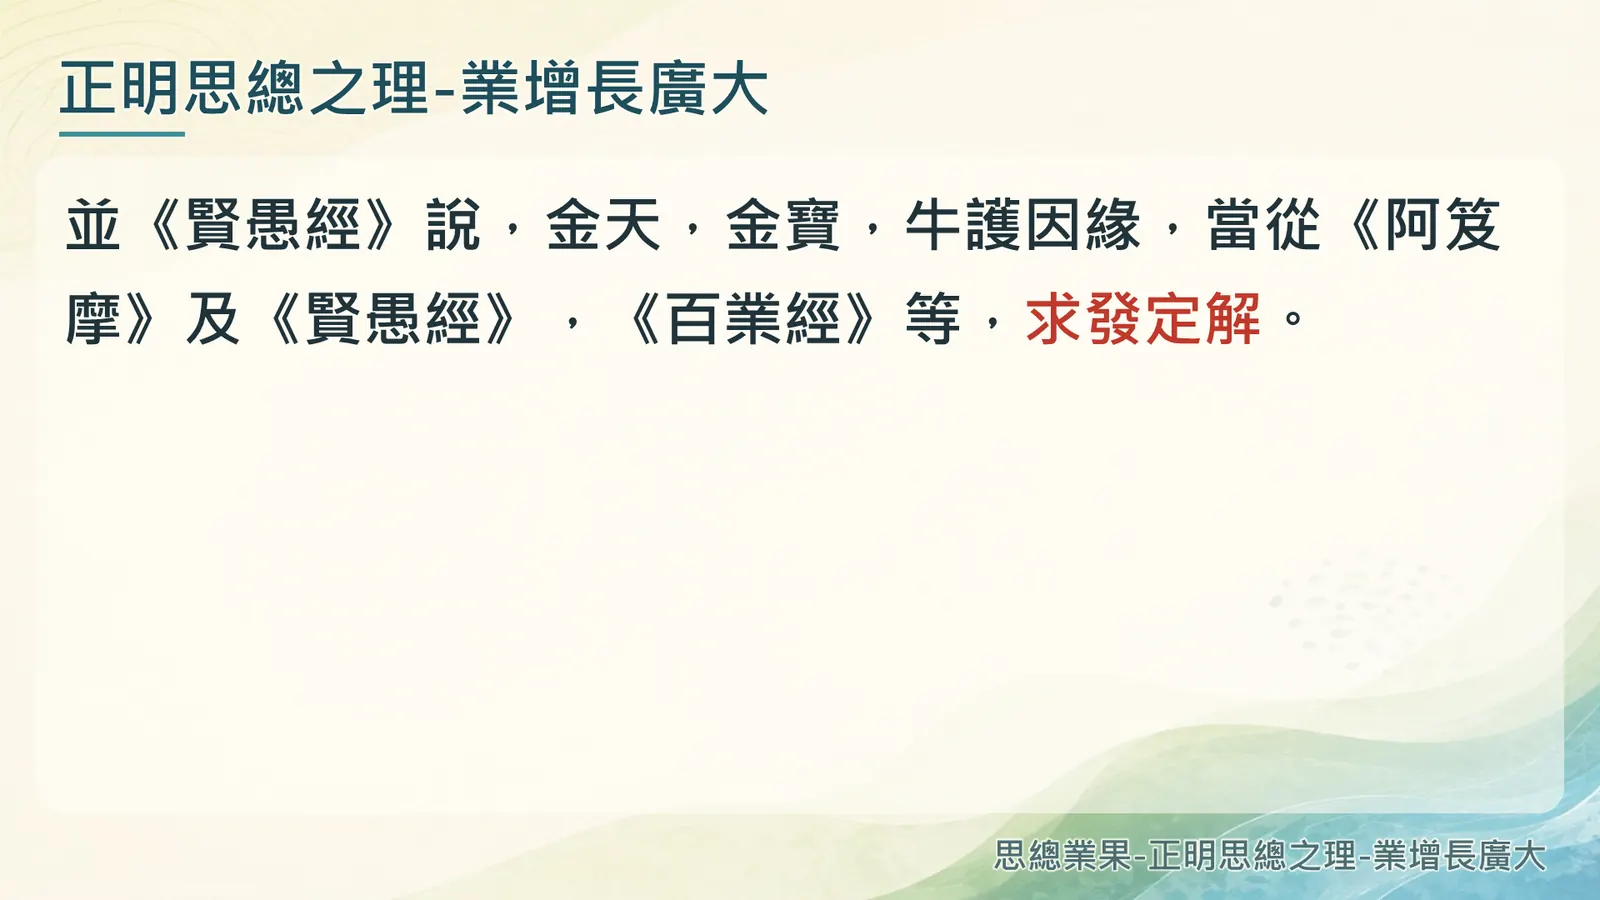 正明思總之理-業增長廣大
並《賢愚經》說，金天，金寶，牛護因緣，當從《阿笈
摩》及《賢愚經》，《百業經》等，求發定解。
思總業果-正明思總之理-業增長廣大